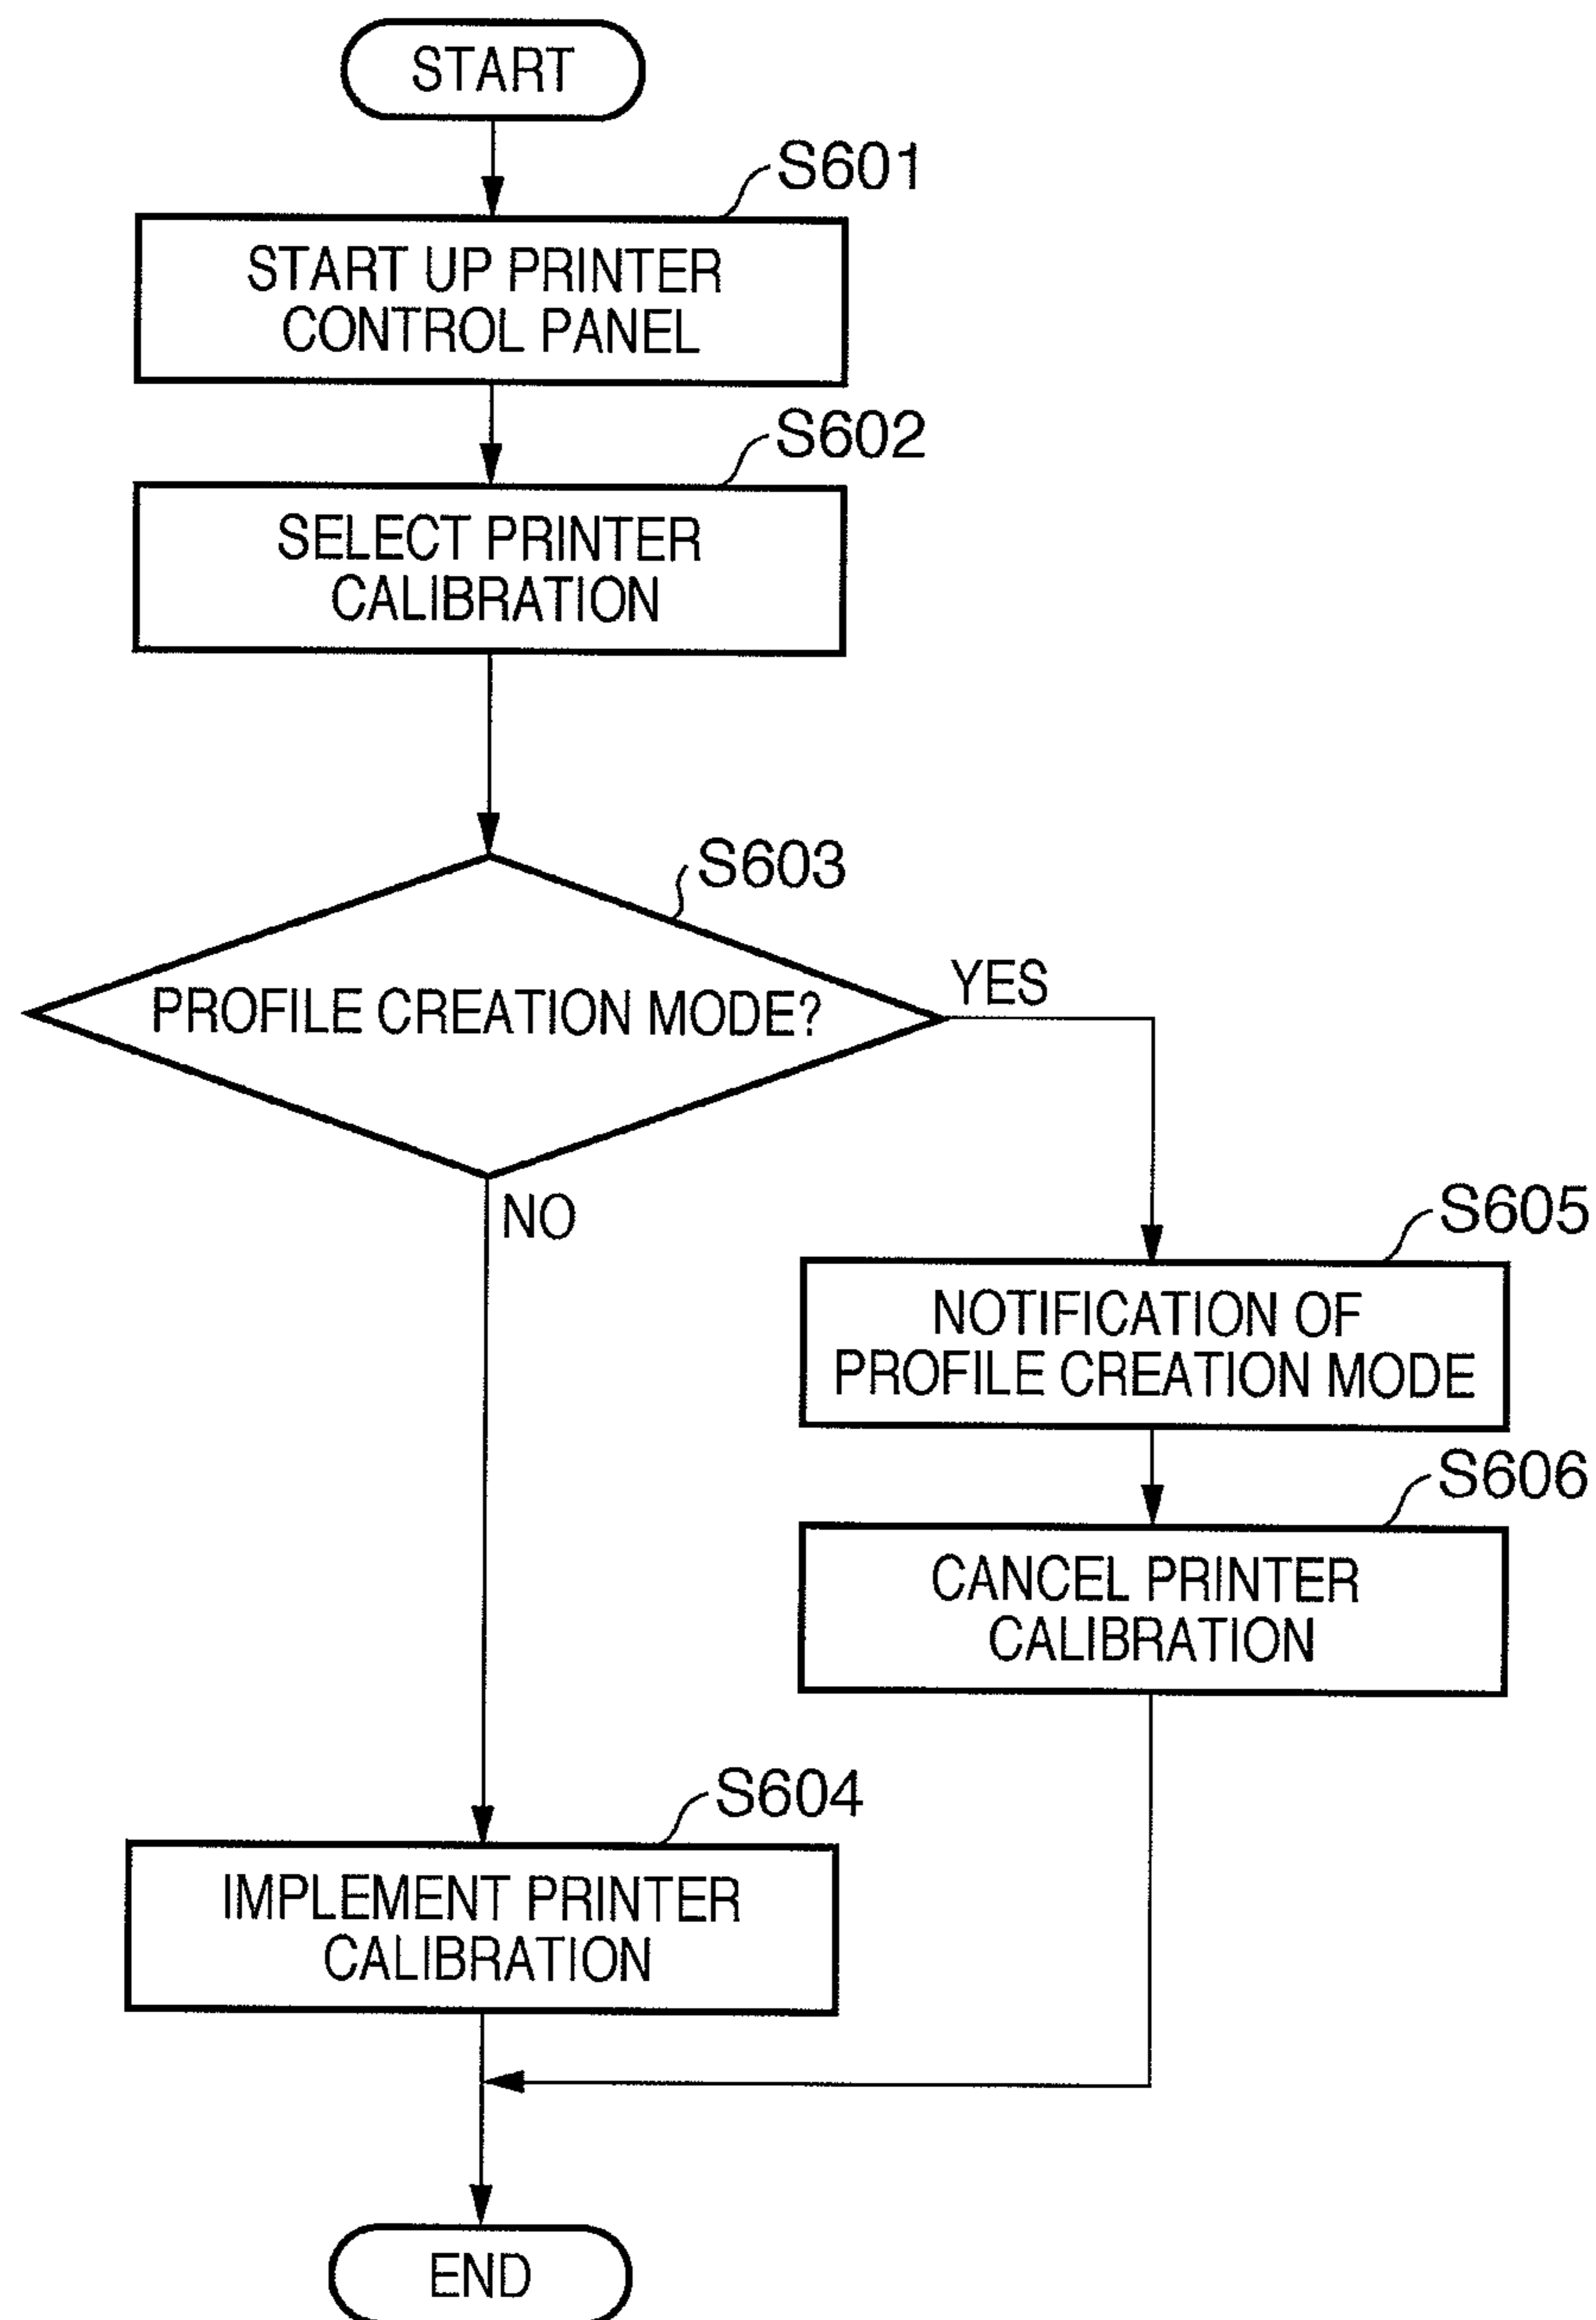 START
S601
START UP PRINTER
CONTROL PANEL
S602
SELECT PRINTER
CALIBRATION
S603
PROFILE CREATION MODE?
YES
NO
S605
NOTIFICATION OF
PROFILE CREATION MODE
S606
CANCEL PRINTER
CALIBRATION
S604
IMPLEMENT PRINTER
CALIBRATION
END